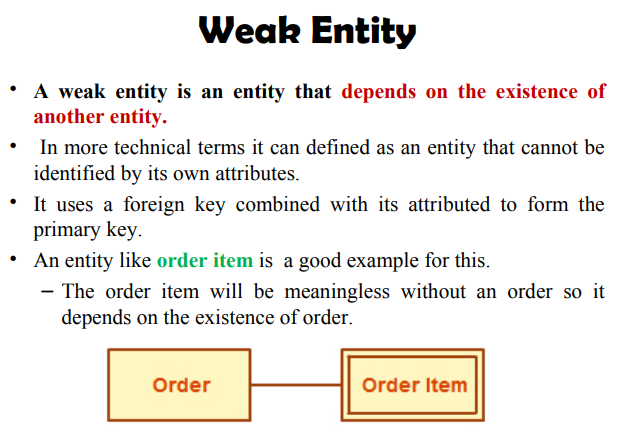 Weak Entity
• A weak entity is an entity that depends on the existence of
another entity.
• In more technical terms it can defined as an entity that cannot be
identified by its own attributes.
• It uses a foreign key combined with its attributed to form the
primary key.
• An entity like order item is a good example for this.
– The order item will be meaningless without an order so it
depends on the existence of order.
Order
Order Item